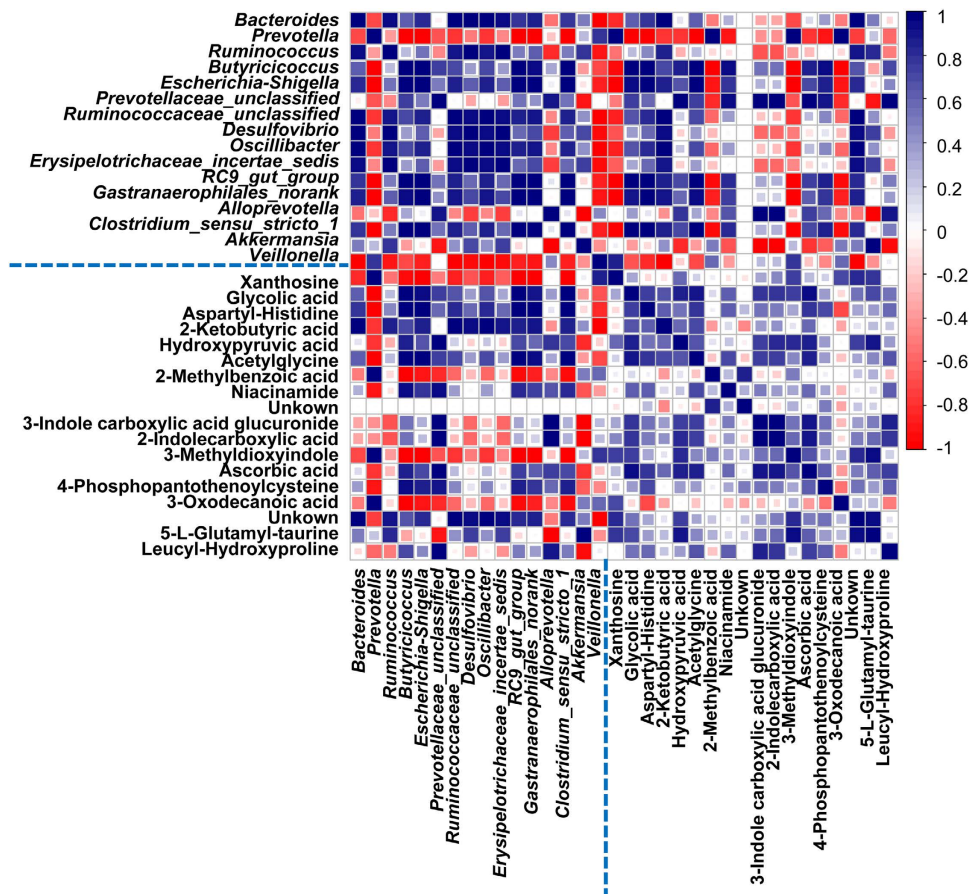 Bacteroides
Prevotella
Ruminococcus
Butyricicoccus
Escherichia-Shigella
Prevotellaceae_unclassified
Ruminococcaceae_unclassified
Desulfovibrio
Oscillibacter
Erysipelotrichaceae_incertae_sedis
RC9_gut_group
Gastranaerophilales_norank
Alloprevotella
Clostridium_sensu_stricto_1
Akkermansia
Veillonella
Xanthosine
Glycolic acid
Aspartyl-Histidine
2-Ketobutyric acid
Hydroxypyruvic acid
Acetylglycine
2-Methylbenzoic acid
Niacinamide
Unkown
3-Indole carboxylic acid glucuronide
2-Indolecarboxylic acid
3-Methyldioxyindole
Ascorbic acid
4-Phosphopantothenoylcysteine
3-Oxodecanoic acid
Unkown
5-L-Glutamyl-taurine
Leucyl-Hydroxyproline
1
0.8
0.6
0.4
0.2
0
-0.2
-0.4
-0.6
-0.8
-1
Bacteroides
Prevotella
Ruminococcus
Butyricicoccus
Escherichia-Shigella
Prevotellaceae_unclassified
Ruminococcaceae_unclassified
Desulfovibrio
Oscillibacter
Erysipelotrichaceae_incertae_sedis
RC9_gut_group
Gastranaerophilales_norank
Alloprevotella
Clostridium_sensu_stricto_1
Akkermansia
Veillonella
Xanthosine
Glycolic acid
Aspartyl-Histidine
2-Ketobutyric acid
Hydroxypyruvic acid
Acetylglycine
2-Methylbenzoic acid
Niacinamide
Unkown
3-Indole carboxylic acid glucuronide
2-Indolecarboxylic acid
3-Methyldioxyindole
Ascorbic acid
4-Phosphopantothenoylcysteine
3-Oxodecanoic acid
Unkown
5-L-Glutamyl-taurine
Leucyl-Hydroxyproline